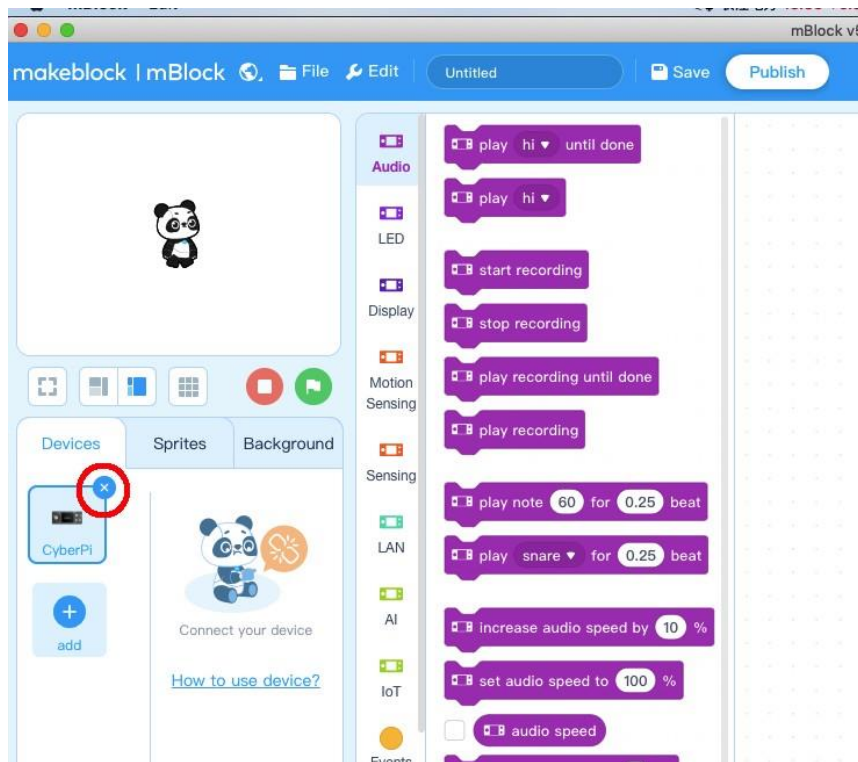 mBlock v5
makeblock | mBlock File Edit Untitled Save Publish
Audio
LED
Display
Motion
Sensing
Sensing
LAN
AI
IoT
Events
play hi until done
play hi
start recording
stop recording
play recording until done
play recording
play note 60 for 0.25 beat
play snare for 0.25 beat
increase audio speed by 10 %
set audio speed to 100 %
audio speed
Devices Sprites Background
CyberPi
add
Connect your device
How to use device?